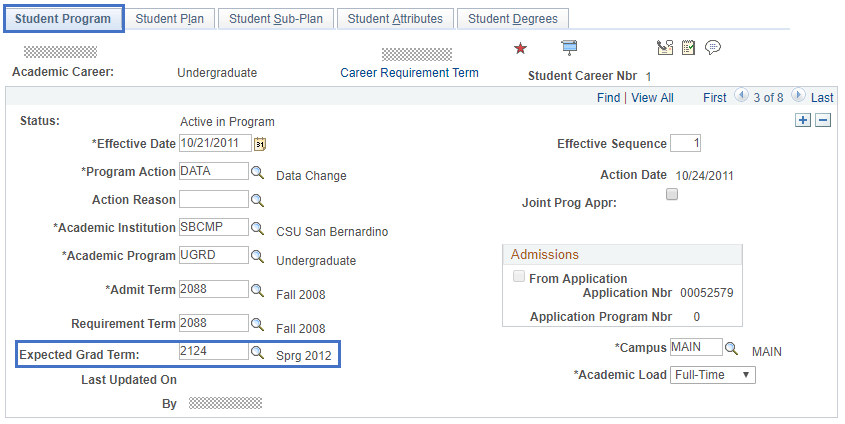 Student Program Student Plan Student Sub-Plan Student Attributes Student Degrees
Academic Career: Undergraduate Career Requirement Term Student Career Nbr 1
Find | View All First 3 of 8 Last
Status: Active in Program
*Effective Date 10/21/2011 31 Effective Sequence 1
*Program Action DATA Data Change Action Date 10/24/2011
Action Reason Joint Prog Appr:
*Academic Institution SBCMP CSU San Bernardino
*Academic Program UGRD Undergraduate Admissions
From Application
*Admit Term 2088 Fall 2008 Application Nbr 00052579
Requirement Term 2088 Fall 2008 Application Program Nbr 0
Expected Grad Term: 2124 Sprg 2012 *Campus MAIN MAIN
Last Updated On *Academic Load Full-Time
By